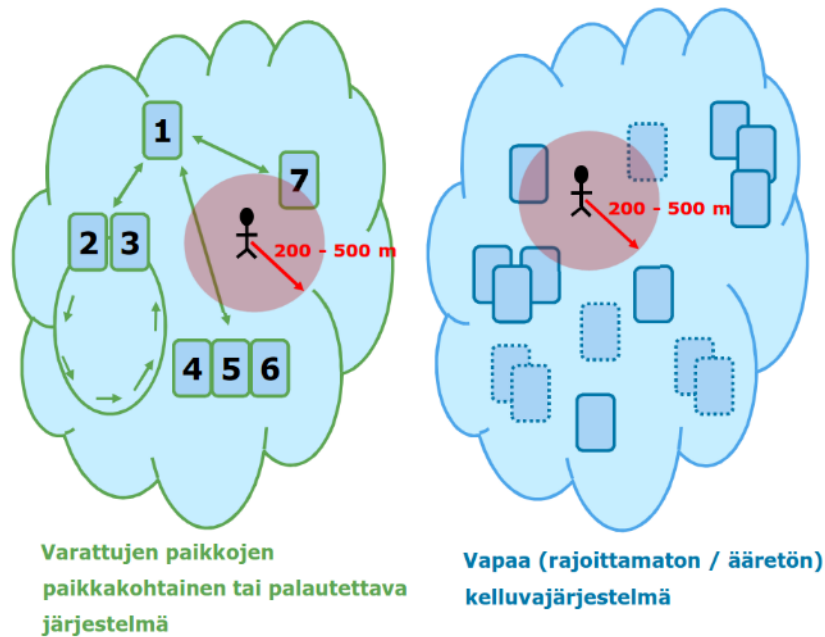 1
7
2 3
200 - 500 m
4 5 6
Varattujen paikkojen
paikkakohtainen tai palautettava
järjestelmä
200 - 500 m
Vapaa (rajoittamaton / ääretön)
kelluvajärjestelmä